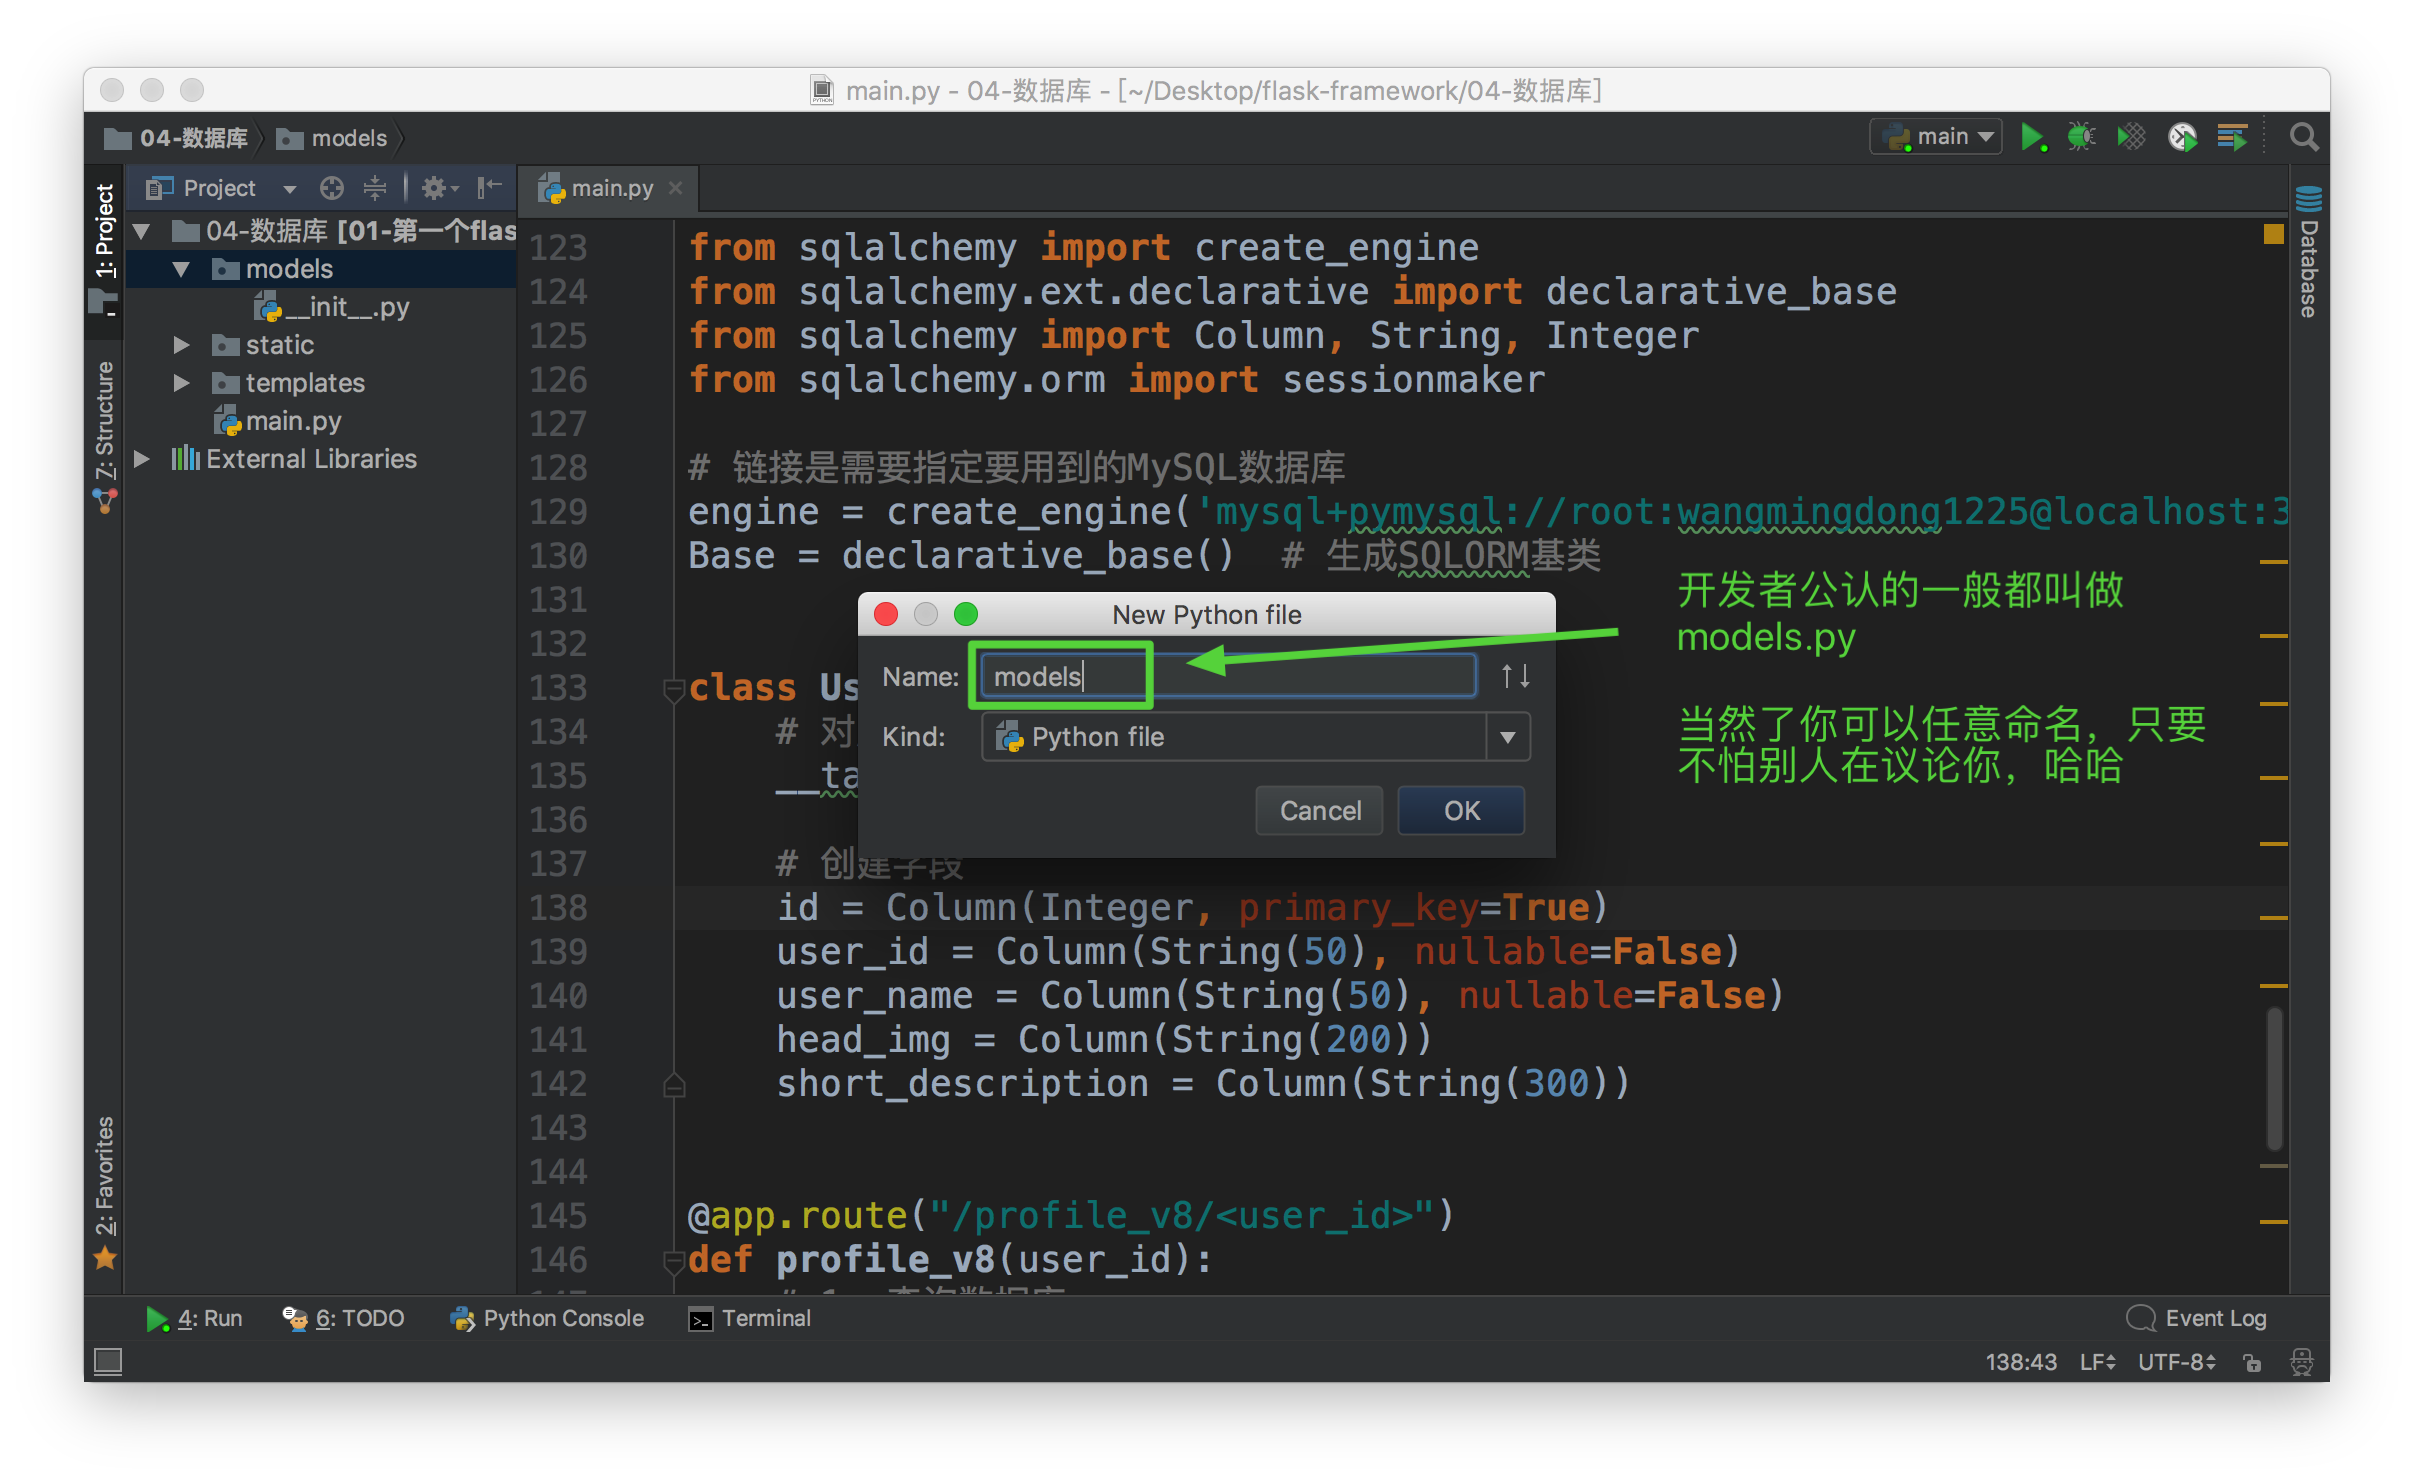 main.py - 04-数据库 - [~/Desktop/flask-framework/04-数据库]
04-数据库
models
main
1: Project
7: Structure
2: Favorites
Project
04-数据库 [01-第一个flas
models
__init__.py
static
templates
main.py
External Libraries
main.py
Database
123 from sqlalchemy import create_engine
124 from sqlalchemy.ext.declarative import declarative_base
125 from sqlalchemy import Column, String, Integer
126 from sqlalchemy.orm import sessionmaker
127
128 # 链接是需要指定要用到的MySQL数据库
129 engine = create_engine('mysql+pymysql://root:wangmingdong1225@localhost:3
130 Base = declarative_base()  # 生成SQLORM基类
131
132
133 class Us
134 # 对
135 __ta
136
137 # 创建字段
138 id = Column(Integer, primary_key=True)
139 user_id = Column(String(50), nullable=False)
140 user_name = Column(String(50), nullable=False)
141 head_img = Column(String(200))
142 short_description = Column(String(300))
143
144
145 @app.route("/profile_v8/<user_id>")
146 def profile_v8(user_id):
New Python file
Name: models
Kind: Python file
Cancel
OK
开发者公认的一般都叫做
models.py
当然了你可以任意命名，只要
不怕别人在议论你，哈哈
4: Run
6: TODO
Python Console
Terminal
Event Log
138:43
LF
UTF-8